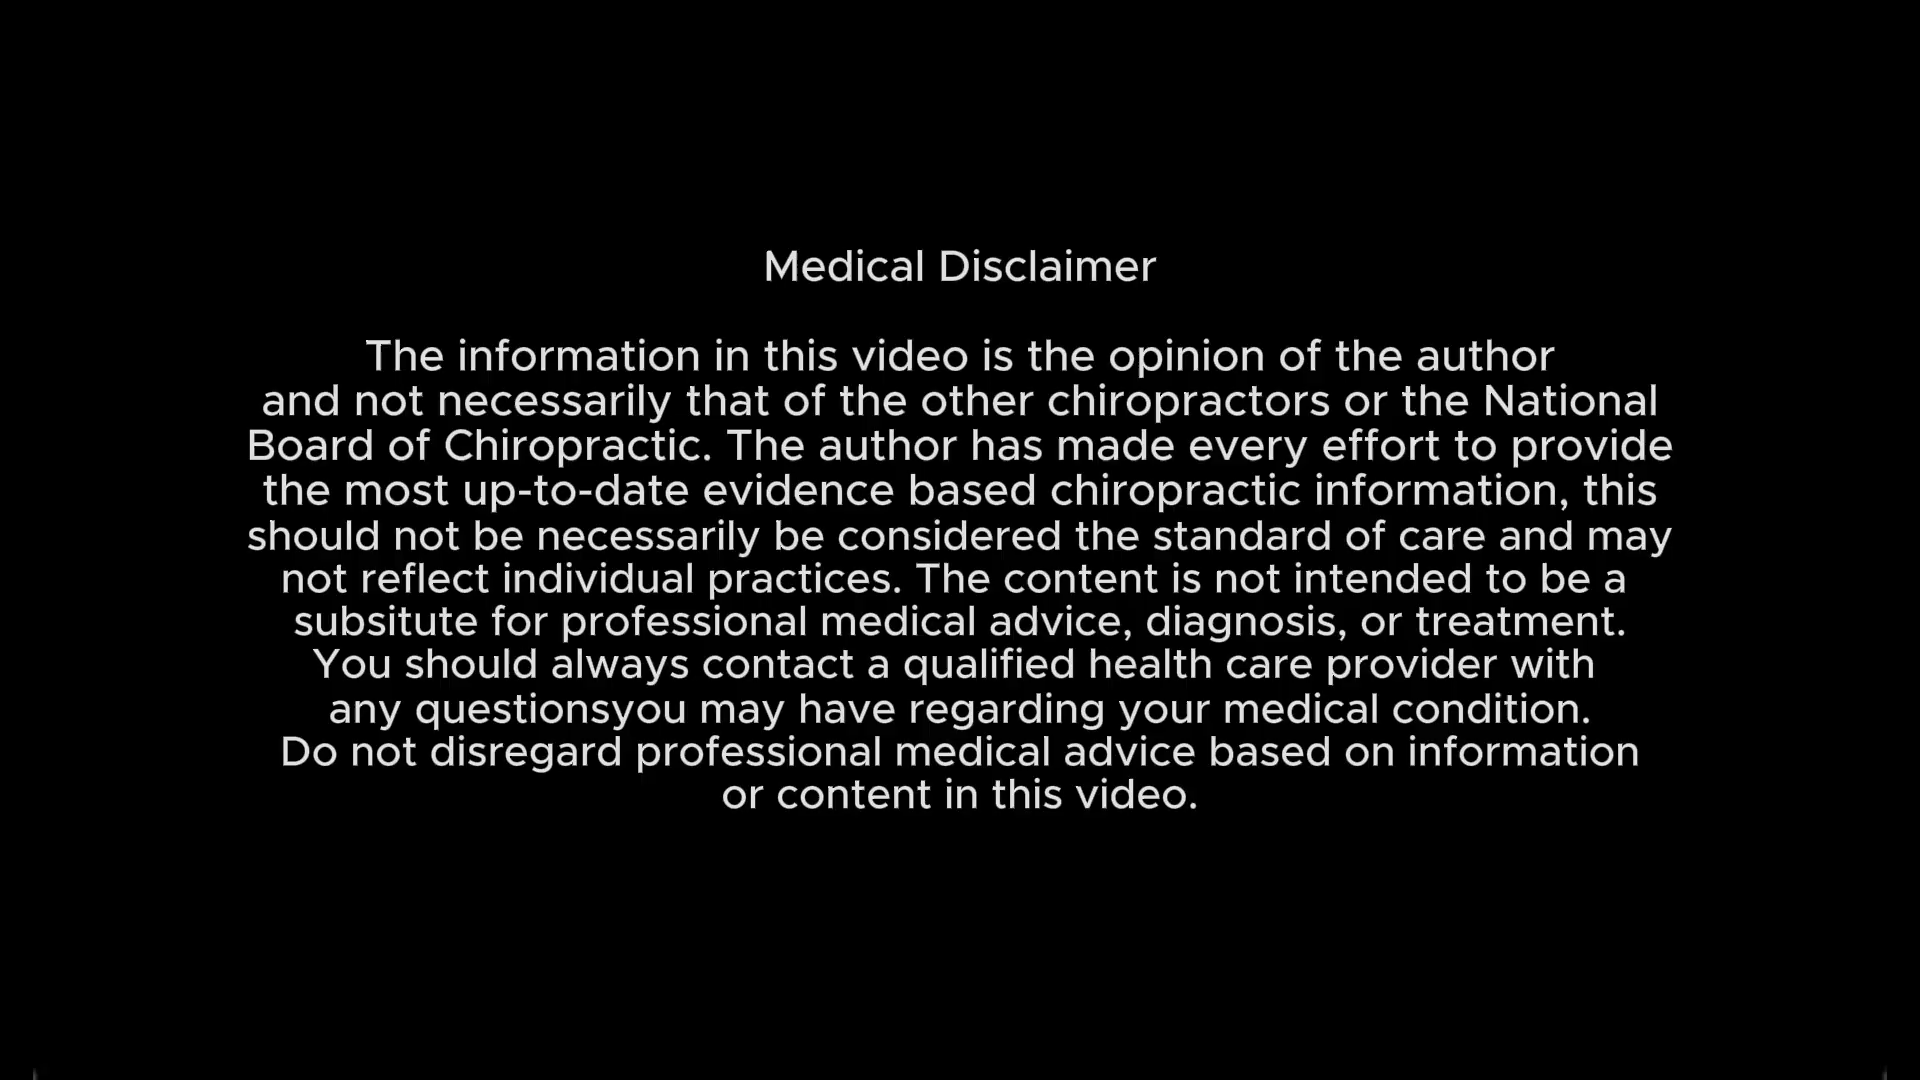 Medical Disclaimer
The information in this video is the opinion of the author
and not necessarily that of the other chiropractors or the National
Board of Chiropractic. The author has made every effort to provide
the most up-to-date evidence based chiropractic information, this
should not be necessarily be considered the standard of care and may
not reflect individual practices. The content is not intended to be a
subsitute for professional medical advice, diagnosis, or treatment.
You should always contact a qualified health care provider with
any questionsyou may have regarding your medical condition.
Do not disregard professional medical advice based on information
or content in this video.